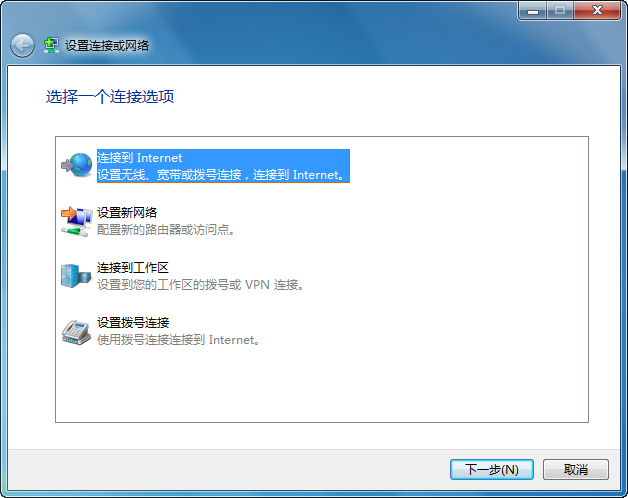 设置连接或网络
选择一个连接选项
连接到 Internet
设置无线、宽带或拨号连接，连接到 Internet。
设置新网络
配置新的路由器或访问点。
连接到工作区
设置到您的工作区的拨号或 VPN 连接。
设置拨号连接
使用拨号连接连接到 Internet。
下一步(N)
取消